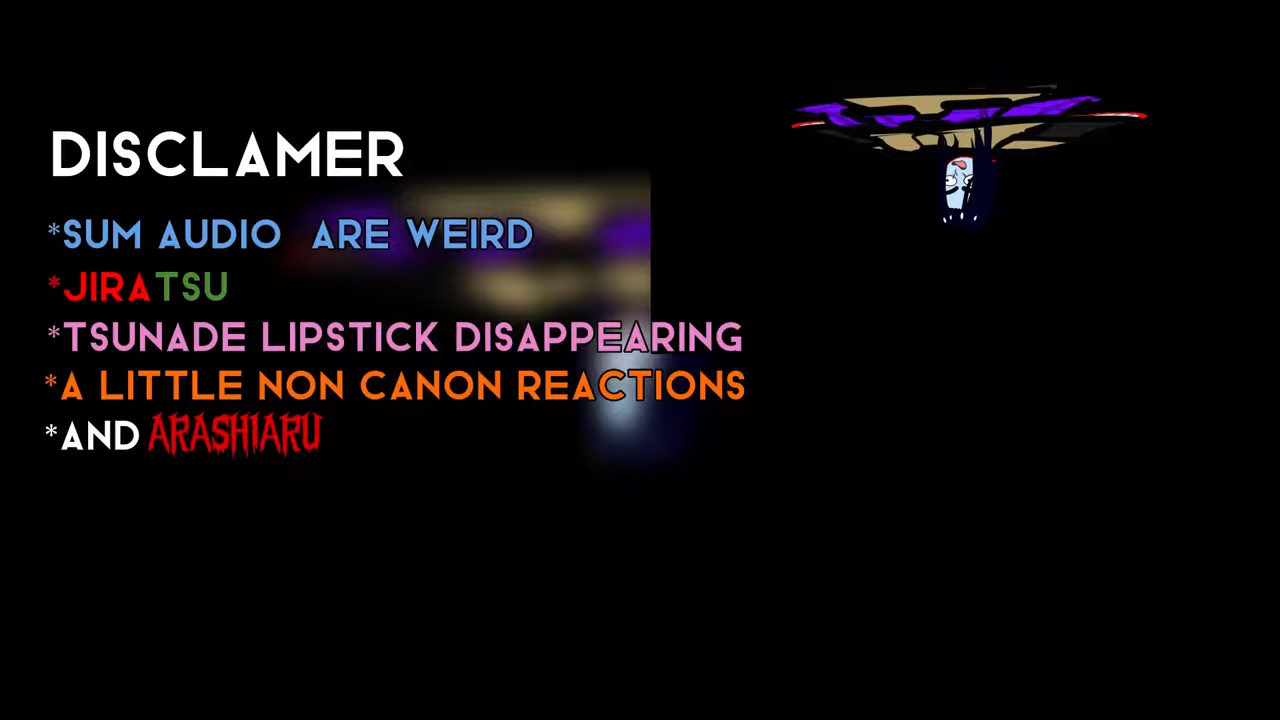 DISCLAMER
*SUM AUDIO ARE WEIRD
*JIRATSU
*TSUNADE LIPSTICK DISAPPEARING
*A LITTLE NON CANON REACTIONS
*AND ARASHIARU